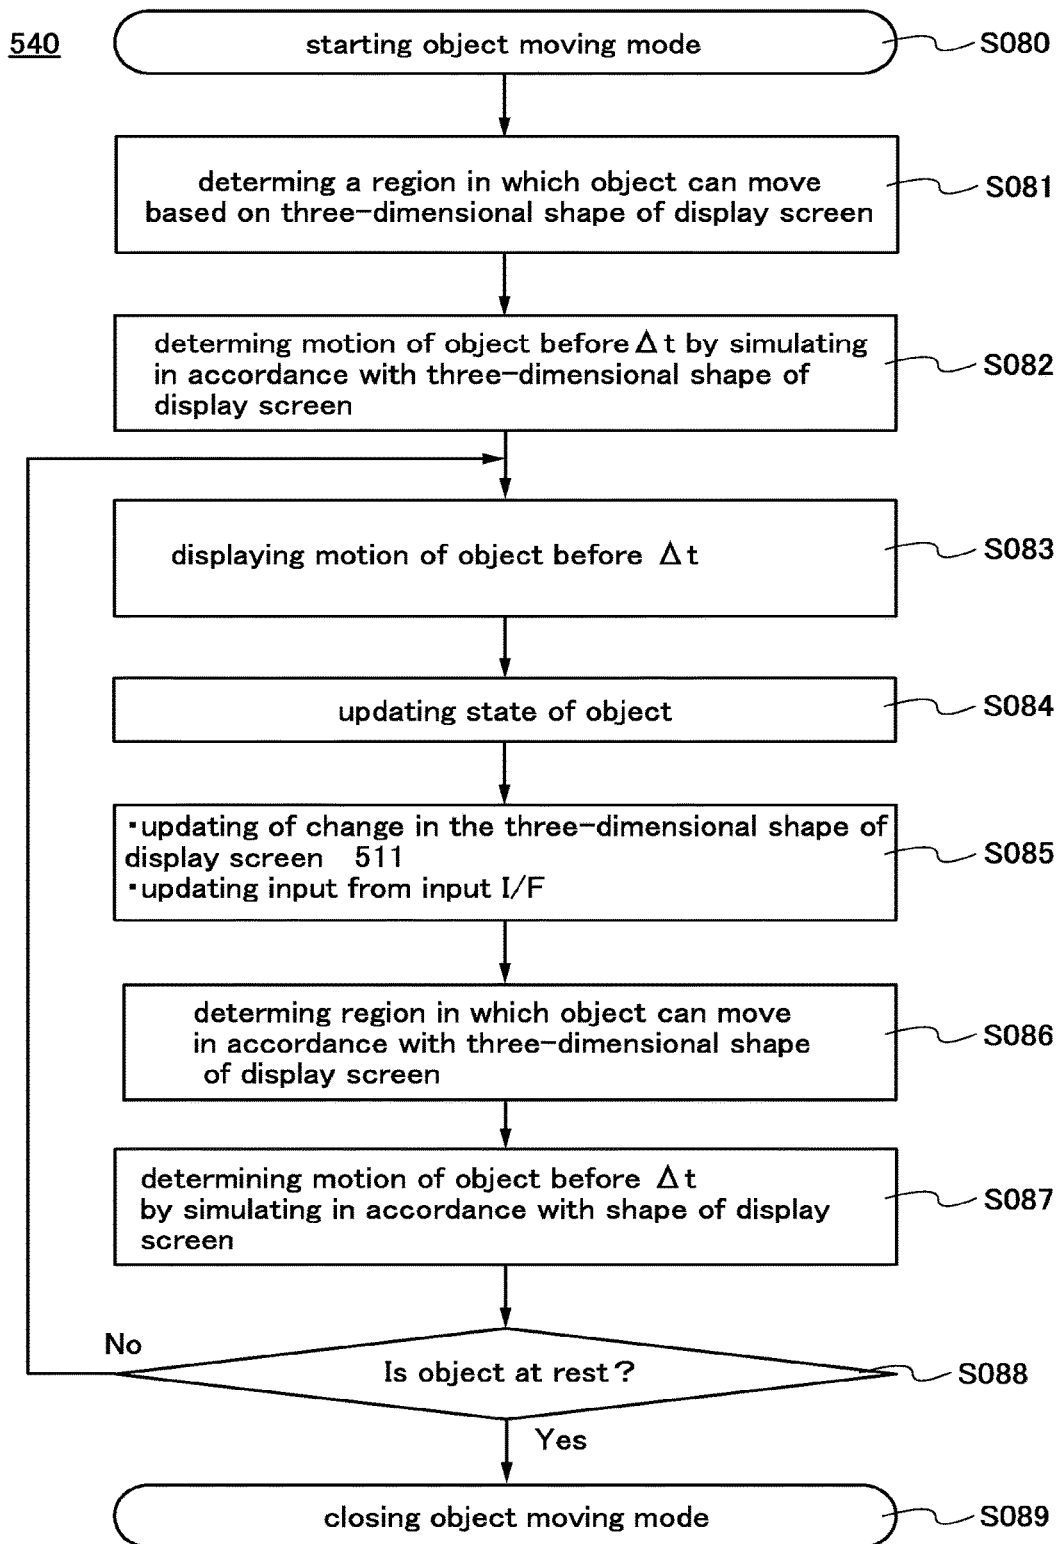 540
starting object moving mode
S080
determing a region in which object can move
based on three-dimensional shape of display screen
S081
determing motion of object before Δt by simulating
in accordance with three-dimensional shape of
display screen
S082
displaying motion of object before Δt
S083
updating state of object
S084
・updating of change in the three-dimensional shape of
display screen 511
・updating input from input I/F
S085
determing region in which object can move
in accordance with three-dimensional shape
of display screen
S086
determining motion of object before Δt
by simulating in accordance with shape of display
screen
S087
No
Is object at rest?
S088
Yes
closing object moving mode
S089